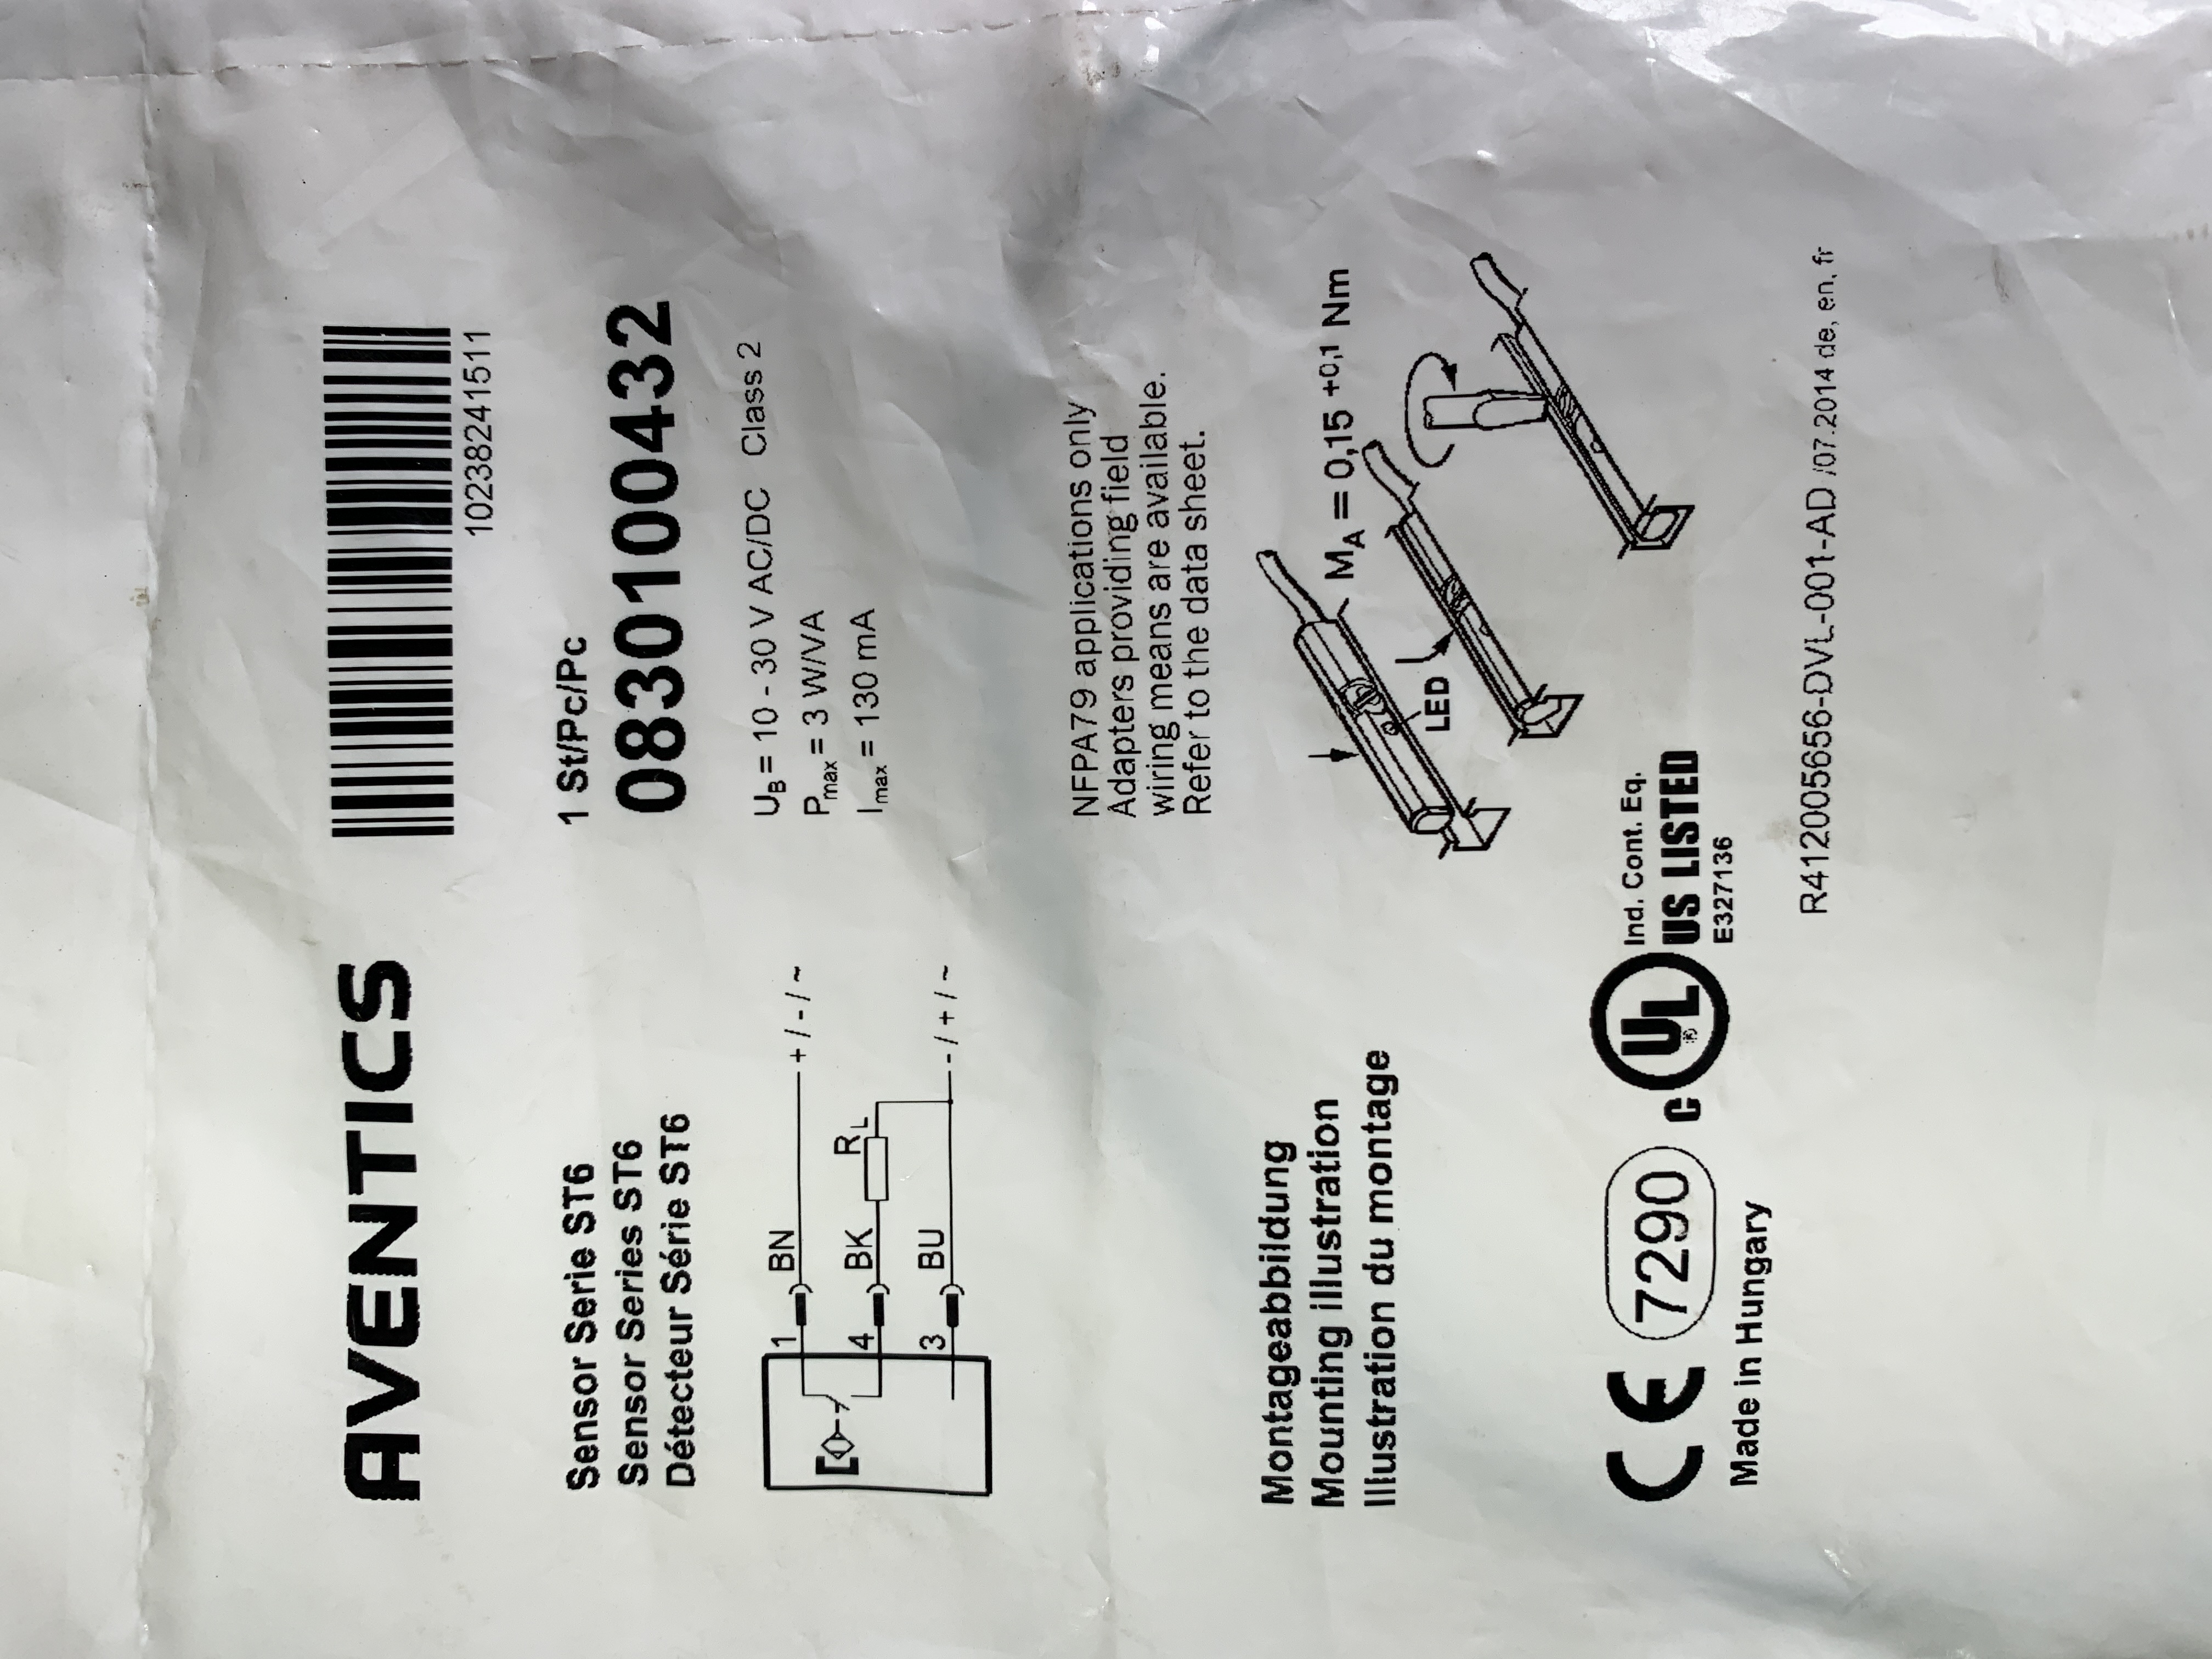 AVENTICS
10238241511
Sensor Serie ST6
Sensor Series ST6
Détecteur Série ST6
1 St/Pc/Pc
0830100432
1 BN + / - / ~
4 BK RL
3 BU - / + / ~
UB = 10 - 30 V AC/DC Class 2
Pmax = 3 W/VA
Imax = 130 mA
NFPA79 applications only
Adapters providing field
wiring means are available.
Refer to the data sheet.
Montageabbildung
Mounting illustration
Illustration du montage
MA = 0,15 +0,1 Nm
LED
CE 7290
c UL ® US LISTED
Ind. Cont. Eq.
E327136
Made in Hungary
R412005656-DVL-001-AD /07.2014 de, en, fr